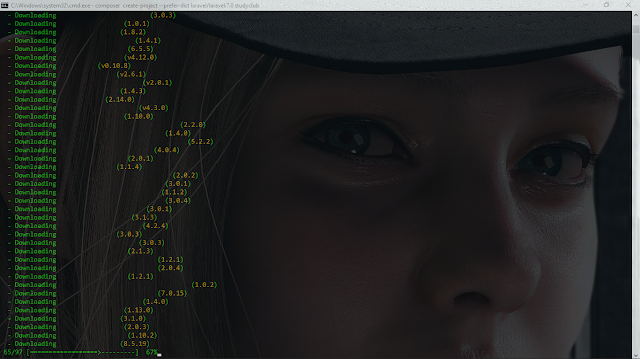 C:\Windows\system32\cmd.exe - composer create-project --prefer-dist laravel/laravel:7.0 studyclub
- Downloading (3.0.3)
- Downloading (1.0.1)
- Downloading (1.8.2)
- Downloading (1.4.1)
- Downloading (6.5.5)
- Downloading (v4.12.0)
- Downloading (v0.10.8)
- Downloading (v2.6.1)
- Downloading (v2.0.1)
- Downloading (1.4.3)
- Downloading (2.14.0)
- Downloading (v4.3.0)
- Downloading (1.10.0)
- Downloading (2.2.0)
- Downloading (1.4.0)
- Downloading (5.2.2)
- Downloading (4.0.4)
- Downloading (2.0.1)
- Downloading (1.1.4)
- Downloading (2.0.2)
- Downloading (3.0.1)
- Downloading (1.1.2)
- Downloading (3.0.4)
- Downloading (3.0.1)
- Downloading (3.1.3)
- Downloading (4.2.4)
- Downloading (3.0.3)
- Downloading (3.0.3)
- Downloading (2.1.3)
- Downloading (1.2.1)
- Downloading (2.0.4)
- Downloading (1.2.1)
- Downloading (1.0.2)
- Downloading (7.0.15)
- Downloading (1.4.0)
- Downloading (1.13.0)
- Downloading (3.1.0)
- Downloading (2.0.3)
- Downloading (1.10.2)
- Downloading (8.5.19)
65/97 [==================>---------] 67%